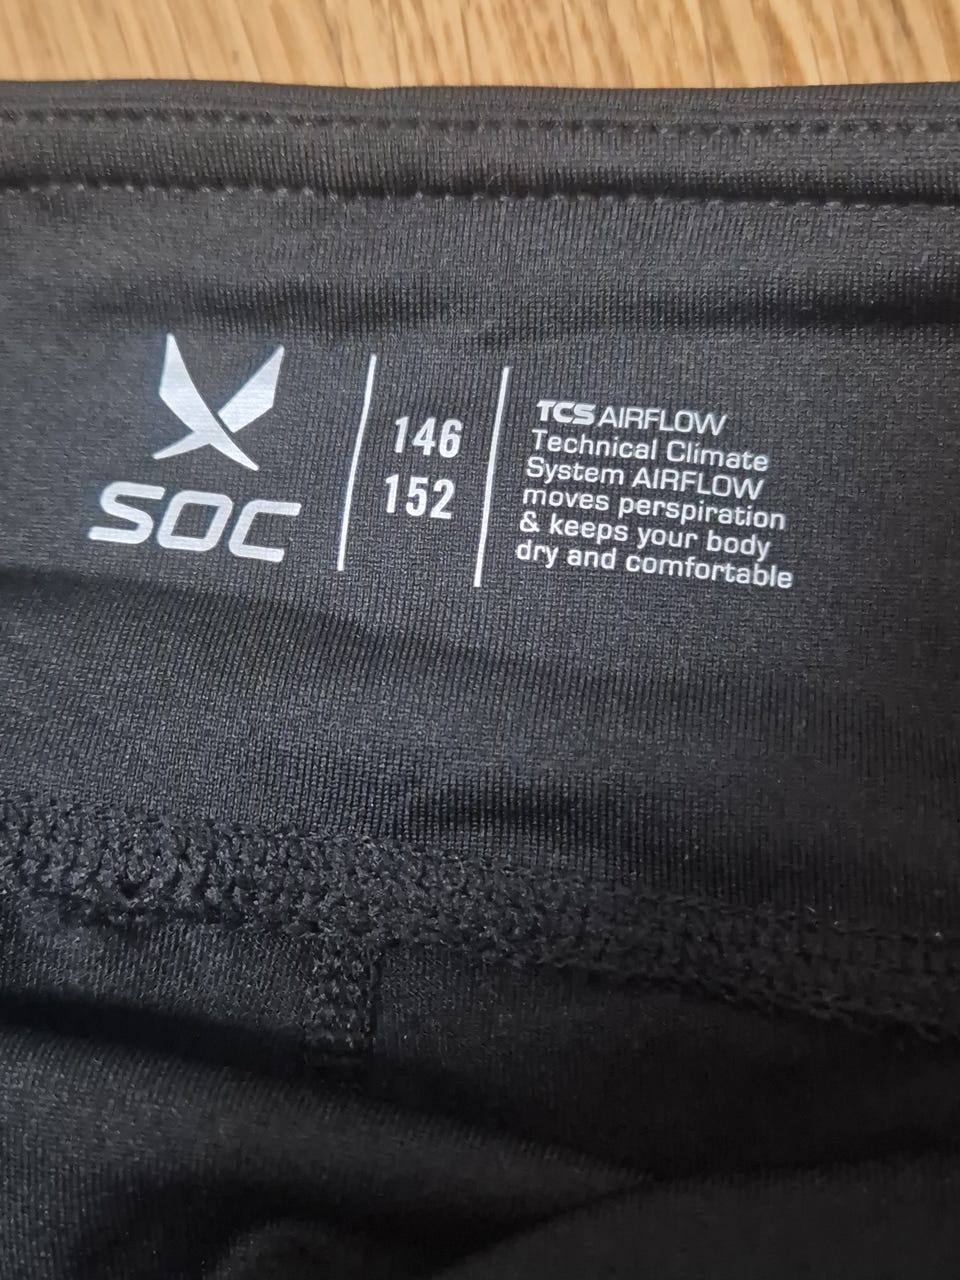 SOC
146
152
TCS AIRFLOW
Technical Climate
System AIRFLOW
moves perspiration
& keeps your body
dry and comfortable